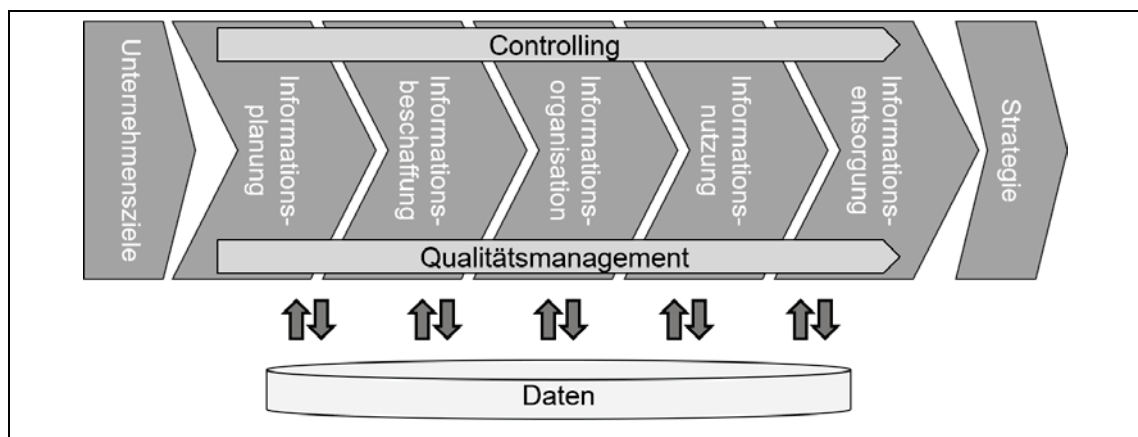 Controlling
Unternehmensziele
Informations-
planung
Informations-
beschaffung
Informations-
organisation
Informations-
nutzung
Informations-
entsorgung
Strategie
Qualitätsmanagement
Daten